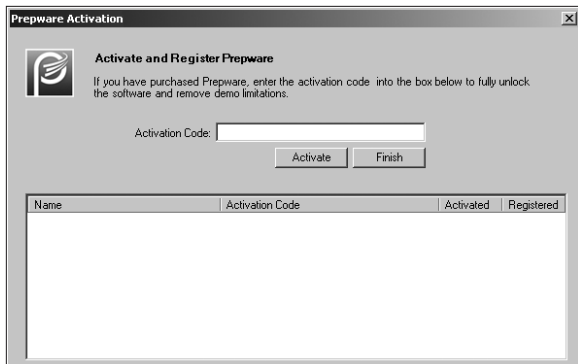 Prepware Activation
Activate and Register Prepware
If you have purchased Prepware, enter the activation code into the box below to fully unlock
the software and remove demo limitations.
Activation Code:
Activate Finish
Name Activation Code Activated Registered